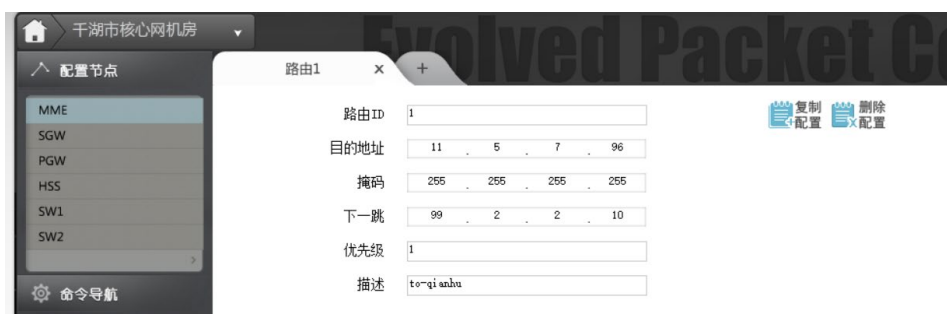 千湖市核心网机房
Evolved Packet Co
配置节点
路由1 x +
MME
SGW
PGW
HSS
SW1
SW2
命令导航
路由ID 1
目的地址 11 . 5 . 7 . 96
掩码 255 . 255 . 255 . 255
下一跳 99 . 2 . 2 . 10
优先级 1
描述 to-qianhu
复制配置
删除配置